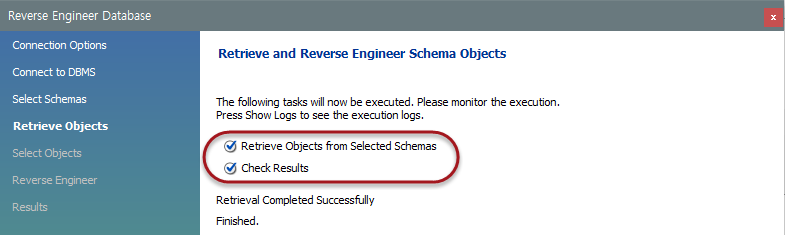 Reverse Engineer Database
x
Connection Options
Connect to DBMS
Select Schemas
Retrieve Objects
Select Objects
Reverse Engineer
Results
Retrieve and Reverse Engineer Schema Objects
The following tasks will now be executed. Please monitor the execution.
Press Show Logs to see the execution logs.
Retrieve Objects from Selected Schemas
Check Results
Retrieval Completed Successfully
Finished.